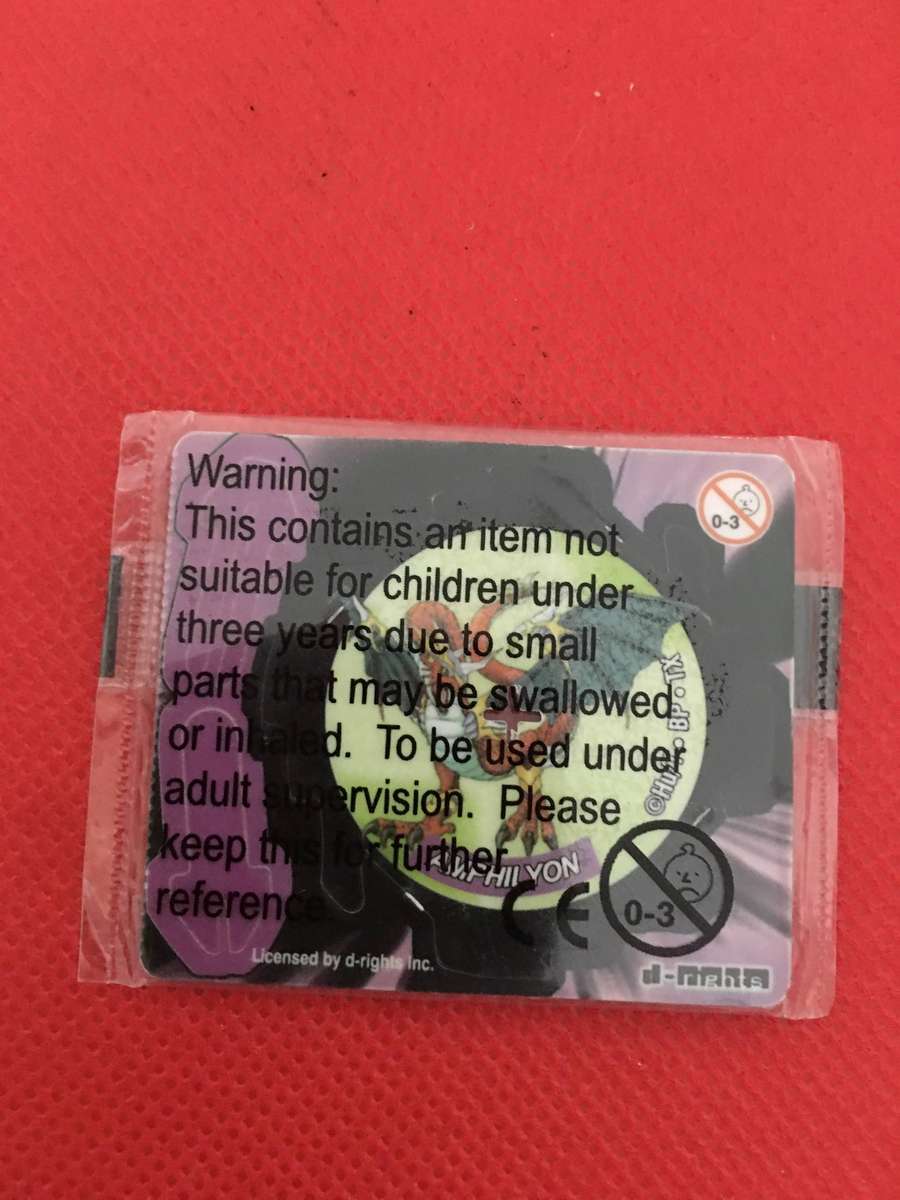 Warning:
This contains an item not
suitable for children under
three years due to small
parts that may be swallowed
or inhaled. To be used under
adult supervision. Please
keep this for further
reference.
0-3
BP • TX
AMPHILYON
CE
0-3
Licensed by d-rights Inc.
d-rights